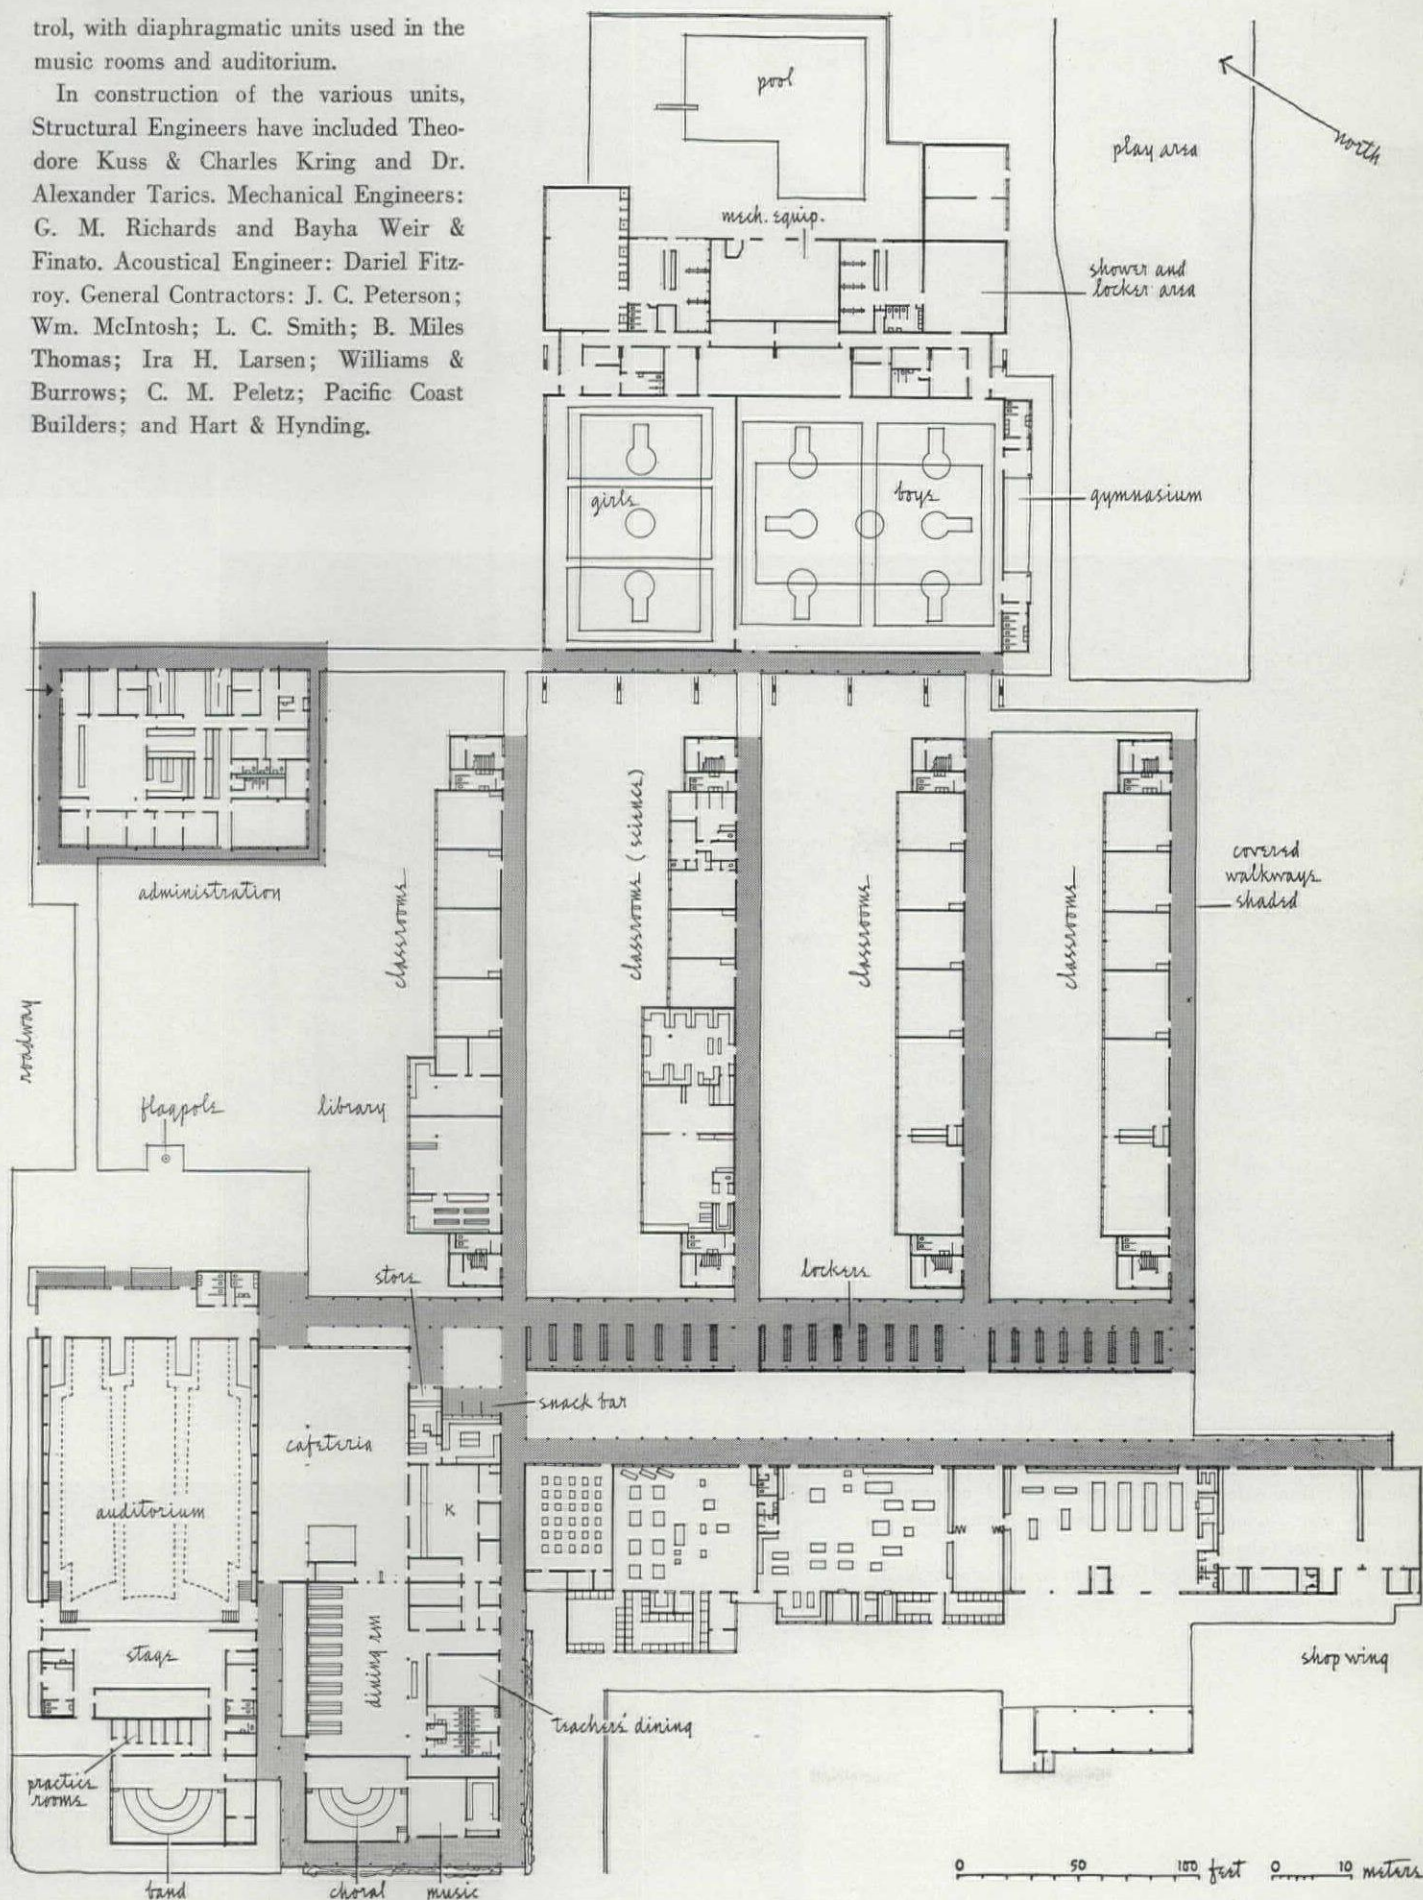 trol, with diaphragmatic units used in the
music rooms and auditorium.
In construction of the various units,
Structural Engineers have included Theo-
dore Kuss & Charles Kring and Dr.
Alexander Tarics. Mechanical Engineers:
G. M. Richards and Bayha Weir &
Finato. Acoustical Engineer: Dariel Fitz-
roy. General Contractors: J. C. Peterson;
Wm. McIntosh; L. C. Smith; B. Miles
Thomas; Ira H. Larsen; Williams &
Burrows; C. M. Peletz; Pacific Coast
Builders; and Hart & Hynding.
pool
north
play area
mech. equip.
shower and
locker area
girls
boys
gymnasium
administration
classrooms
classrooms (science)
classrooms
classrooms
covered
walkways
shaded
roadway
flagpole
library
store
lockers
snack bar
cafeteria
auditorium
K
stage
dining rm
teachers' dining
shop wing
practice
rooms
band
choral
music
0 50 100 feet 0 10 meters